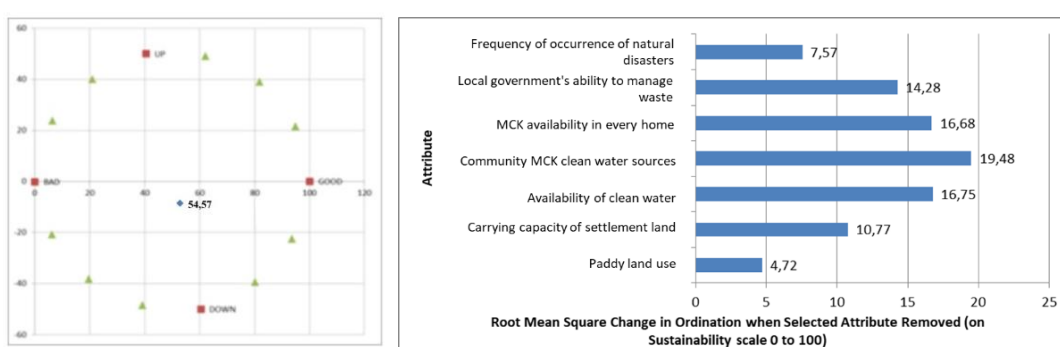 60
40
20
0
-20
-40
-60
0 20 40 60 80 100 120
UP
BAD
GOOD
54,57
DOWN
Attribute
Frequency of occurrence of natural
disasters
7,57
Local government's ability to manage
waste
14,28
MCK availability in every home
16,68
Community MCK clean water sources
19,48
Availability of clean water
16,75
Carrying capacity of settlement land
10,77
Paddy land use
4,72
0 5 10 15 20 25
Root Mean Square Change in Ordination when Selected Attribute Removed (on
Sustainability scale 0 to 100)